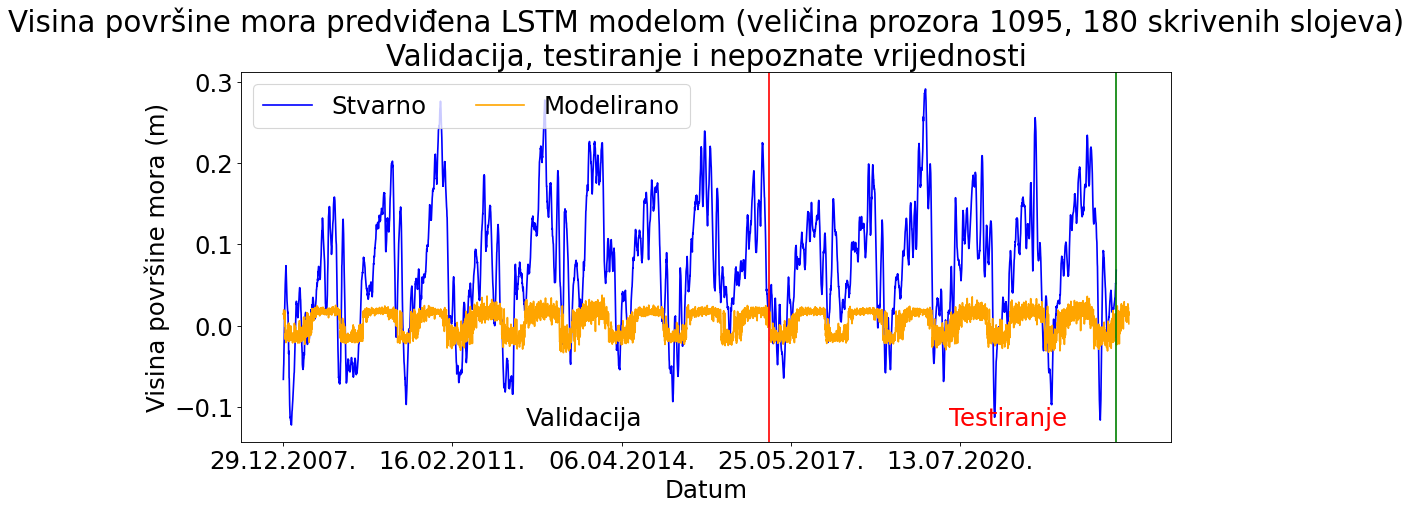 Visina površine mora predviđena LSTM modelom (veličina prozora 1095, 180 skrivenih slojeva)
Validacija, testiranje i nepoznate vrijednosti
Stvarno
Modelirano
Visina površine mora (m)
0.3
0.2
0.1
0.0
−0.1
Validacija
Testiranje
29.12.2007.
16.02.2011.
06.04.2014.
25.05.2017.
13.07.2020.
Datum